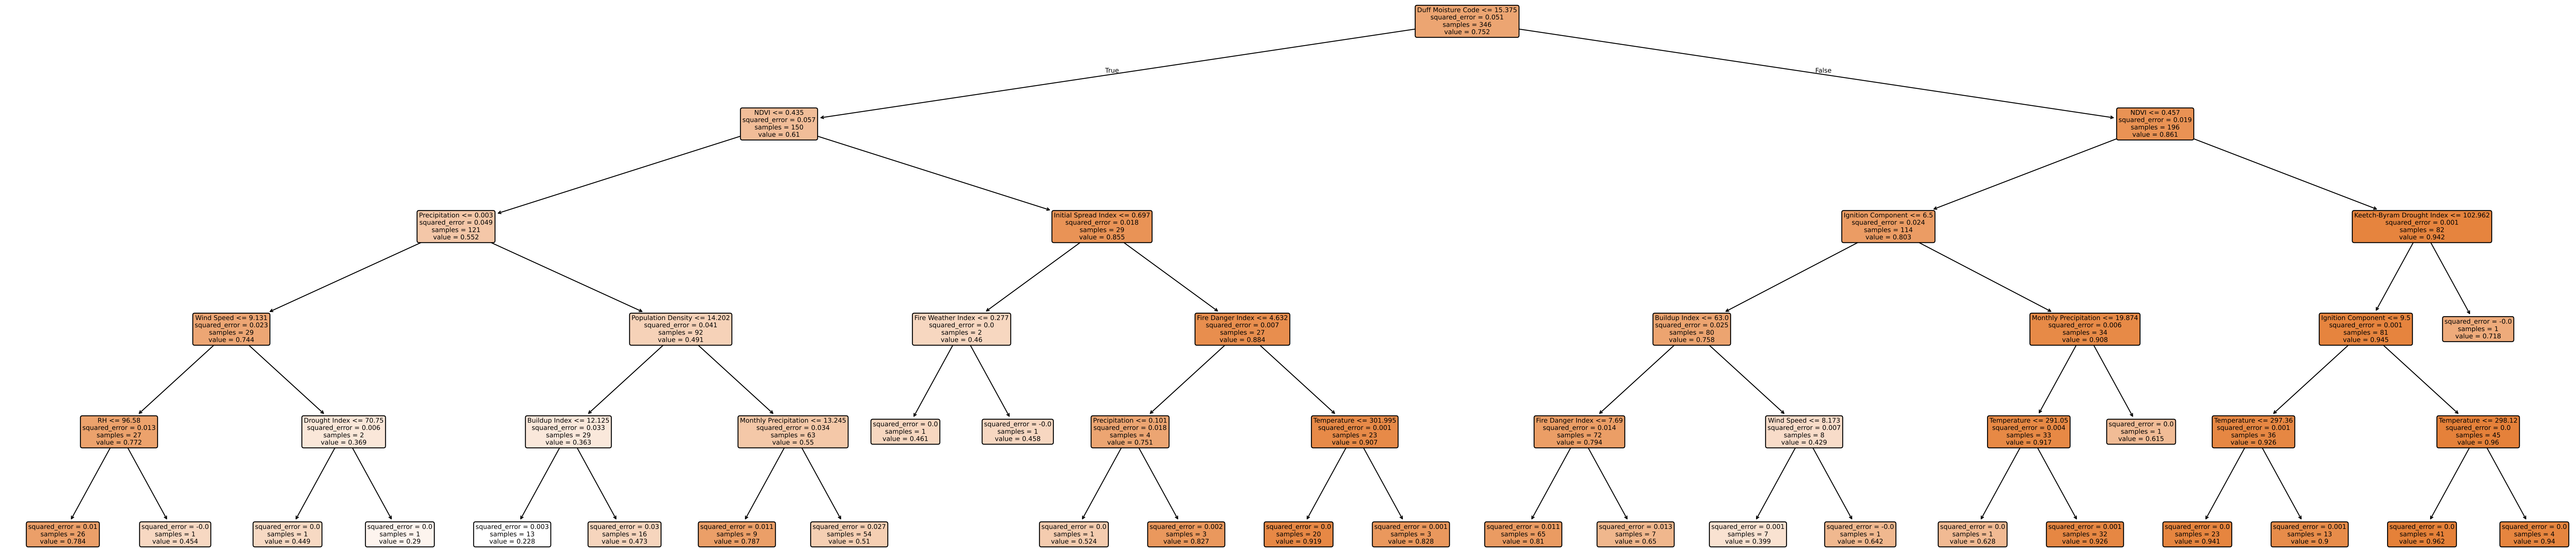 Duff Moisture Code <= 15.375
squared_error = 0.051
samples = 346
value = 0.752
True
False
NDVI <= 0.435
squared_error = 0.057
samples = 150
value = 0.61
NDVI <= 0.457
squared_error = 0.019
samples = 196
value = 0.861
Precipitation <= 0.003
squared_error = 0.049
samples = 121
value = 0.552
Initial Spread Index <= 0.697
squared_error = 0.018
samples = 29
value = 0.855
Ignition Component <= 6.5
squared_error = 0.024
samples = 114
value = 0.803
Keetch-Byram Drought Index <= 102.962
squared_error = 0.001
samples = 82
value = 0.942
Wind Speed <= 9.131
squared_error = 0.023
samples = 29
value = 0.744
Population Density <= 14.202
squared_error = 0.041
samples = 92
value = 0.491
Fire Weather Index <= 0.277
squared_error = 0.0
samples = 2
value = 0.46
Fire Danger Index <= 4.632
squared_error = 0.007
samples = 27
value = 0.884
Buildup Index <= 63.0
squared_error = 0.025
samples = 80
value = 0.758
Monthly Precipitation <= 19.874
squared_error = 0.006
samples = 34
value = 0.908
Ignition Component <= 9.5
squared_error = 0.001
samples = 81
value = 0.945
squared_error = -0.0
samples = 1
value = 0.718
RH <= 96.58
squared_error = 0.013
samples = 27
value = 0.772
Drought Index <= 70.75
squared_error = 0.006
samples = 2
value = 0.369
Buildup Index <= 12.125
squared_error = 0.033
samples = 29
value = 0.363
Monthly Precipitation <= 13.245
squared_error = 0.034
samples = 63
value = 0.55
squared_error = 0.0
samples = 1
value = 0.461
squared_error = -0.0
samples = 1
value = 0.458
Precipitation <= 0.101
squared_error = 0.018
samples = 4
value = 0.751
Temperature <= 301.995
squared_error = 0.001
samples = 23
value = 0.907
Fire Danger Index <= 7.69
squared_error = 0.014
samples = 72
value = 0.794
Wind Speed <= 8.173
squared_error = 0.007
samples = 8
value = 0.429
Temperature <= 291.05
squared_error = 0.004
samples = 33
value = 0.917
squared_error = 0.0
samples = 1
value = 0.615
Temperature <= 297.36
squared_error = 0.001
samples = 36
value = 0.926
Temperature <= 298.12
squared_error = 0.0
samples = 45
value = 0.96
squared_error = 0.01
samples = 26
value = 0.784
squared_error = -0.0
samples = 1
value = 0.454
squared_error = 0.0
samples = 1
value = 0.449
squared_error = 0.0
samples = 1
value = 0.29
squared_error = 0.003
samples = 13
value = 0.228
squared_error = 0.03
samples = 16
value = 0.473
squared_error = 0.011
samples = 9
value = 0.787
squared_error = 0.027
samples = 54
value = 0.51
squared_error = 0.0
samples = 1
value = 0.524
squared_error = 0.002
samples = 3
value = 0.827
squared_error = 0.0
samples = 20
value = 0.919
squared_error = 0.001
samples = 3
value = 0.828
squared_error = 0.011
samples = 65
value = 0.81
squared_error = 0.013
samples = 7
value = 0.65
squared_error = 0.001
samples = 7
value = 0.399
squared_error = -0.0
samples = 1
value = 0.642
squared_error = 0.0
samples = 1
value = 0.628
squared_error = 0.001
samples = 32
value = 0.926
squared_error = 0.0
samples = 23
value = 0.941
squared_error = 0.001
samples = 13
value = 0.9
squared_error = 0.0
samples = 41
value = 0.962
squared_error = 0.0
samples = 4
value = 0.94